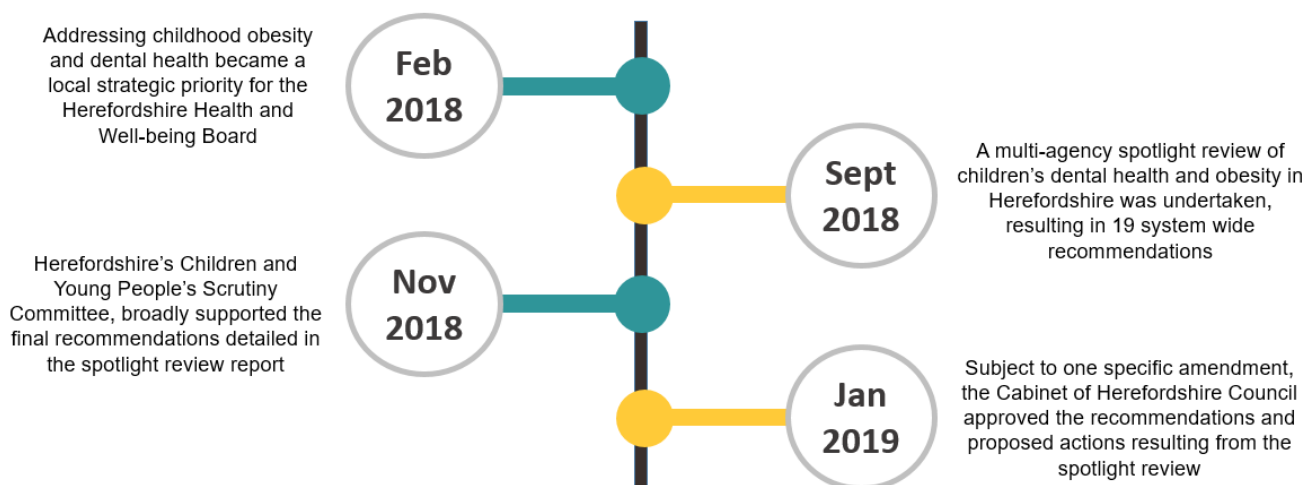 Addressing childhood obesity
and dental health became a
local strategic priority for the
Herefordshire Health and
Well-being Board
Feb
2018
Sept
2018
A multi-agency spotlight review of
children’s dental health and obesity in
Herefordshire was undertaken,
resulting in 19 system wide
recommendations
Herefordshire’s Children and
Young People’s Scrutiny
Committee, broadly supported the
final recommendations detailed in
the spotlight review report
Nov
2018
Jan
2019
Subject to one specific amendment,
the Cabinet of Herefordshire Council
approved the recommendations and
proposed actions resulting from the
spotlight review